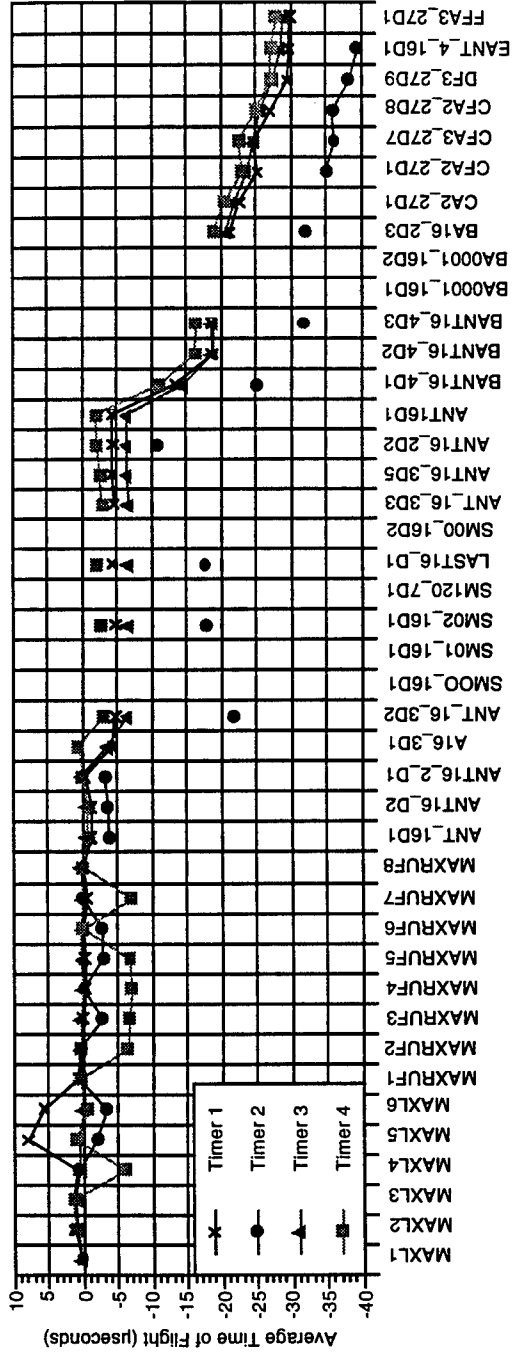 Average Time of Flight (µseconds)
10
5
0
-5
-10
-15
-20
-25
-30
-35
-40
Timer 1
Timer 2
Timer 3
Timer 4
MAXL1
MAXL2
MAXL3
MAXL4
MAXL5
MAXL6
MAXRUF1
MAXRUF2
MAXRUF3
MAXRUF4
MAXRUF5
MAXRUF6
MAXRUF7
MAXRUF8
ANT_16D1
ANT16_D2
ANT16_2_D1
A16_3D1
ANT_16_3D2
SMOO_16D1
SM01_16D1
SM02_16D1
SM120_7D1
LAST16_D1
SM00_16D2
ANT_16_3D3
ANT16_3D5
ANT16_2D2
ANT16D1
BANT16_4D1
BANT16_4D2
BANT16_4D3
BA0001_16D1
BA0001_16D2
BA16_2D3
CA2_27D1
CFA2_27D1
CFA3_27D7
CFA2_27D8
DF3_27D9
EANT_4_16D1
FFA3_27D1